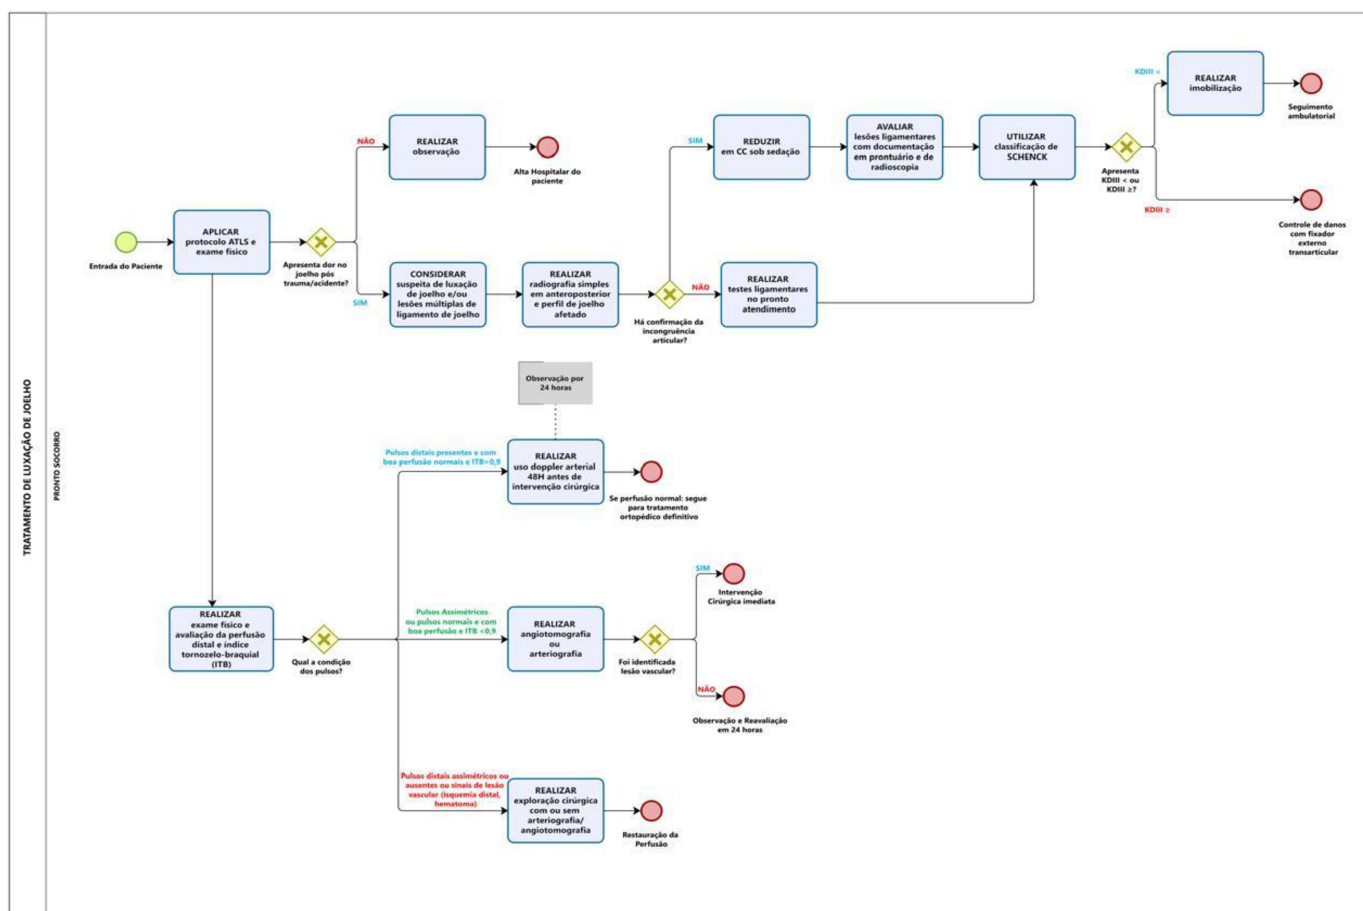 TRATAMENTO DE LUXAÇÃO DE JOELHO
PRONTO SOCORRO
Entrada do Paciente
APLICAR
protocolo ATLS e
exame físico
Apresenta dor no
joelho pós
trauma/acidente?
NÃO
REALIZAR
observação
Alta Hospitalar do
paciente
SIM
CONSIDERAR
suspeita de luxação
de joelho e/ou
lesões múltiplas de
ligamento de joelho
REALIZAR
radiografia simples
em anteroposterior
e perfil de joelho
afetado
Há confirmação da
incongruência
articular?
SIM
REDUZIR
em CC sob sedação
AVALIAR
lesões ligamentares
com documentação
em prontuário e de
radioscopia
UTILIZAR
classificação de
SCHENCK
NÃO
REALIZAR
testes ligamentares
no pronto
atendimento
Apresenta
KDIII < ou
KDIII ≥?
KDIII <
REALIZAR
imobilização
Seguimento
ambulatorial
KDIII ≥
Controle de danos
com fixador
externo
transarticular
REALIZAR
exame físico e
avaliação da perfusão
distal e índice
tornozelo-braquial
(ITB)
Qual a condição
dos pulsos?
Pulsos distais presentes e com
boa perfusão normais e ITB>0,9
Observação por
24 horas
REALIZAR
uso doppler arterial
48H antes de
intervenção cirúrgica
Se perfusão normal: segue
para tratamento
ortopédico definitivo
Pulsos Assimétricos
ou pulsos normais e com
boa perfusão e ITB <0,9
REALIZAR
angiotomografia
ou
arteriografia
Foi identificada
lesão vascular?
SIM
Intervenção
Cirúrgica imediata
NÃO
Observação e Reavaliação
em 24 horas
Pulsos distais assimétricos ou
ausentes ou sinais de lesão
vascular (isquemia distal,
hematoma)
REALIZAR
exploração cirúrgica
com ou sem
arteriografia/
angiotomografia
Restauração da
Perfusão